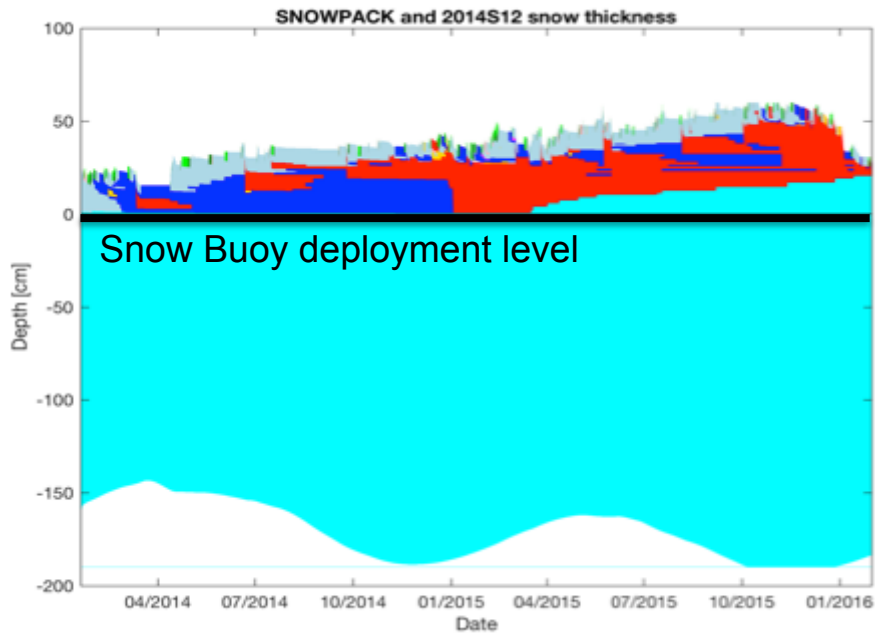 SNOWPACK and 2014S12 snow thickness
100
50
0
Snow Buoy deployment level
-50
-100
-150
-200
Depth [cm]
04/2014 07/2014 10/2014 01/2015 04/2015 07/2015 10/2015 01/2016
Date